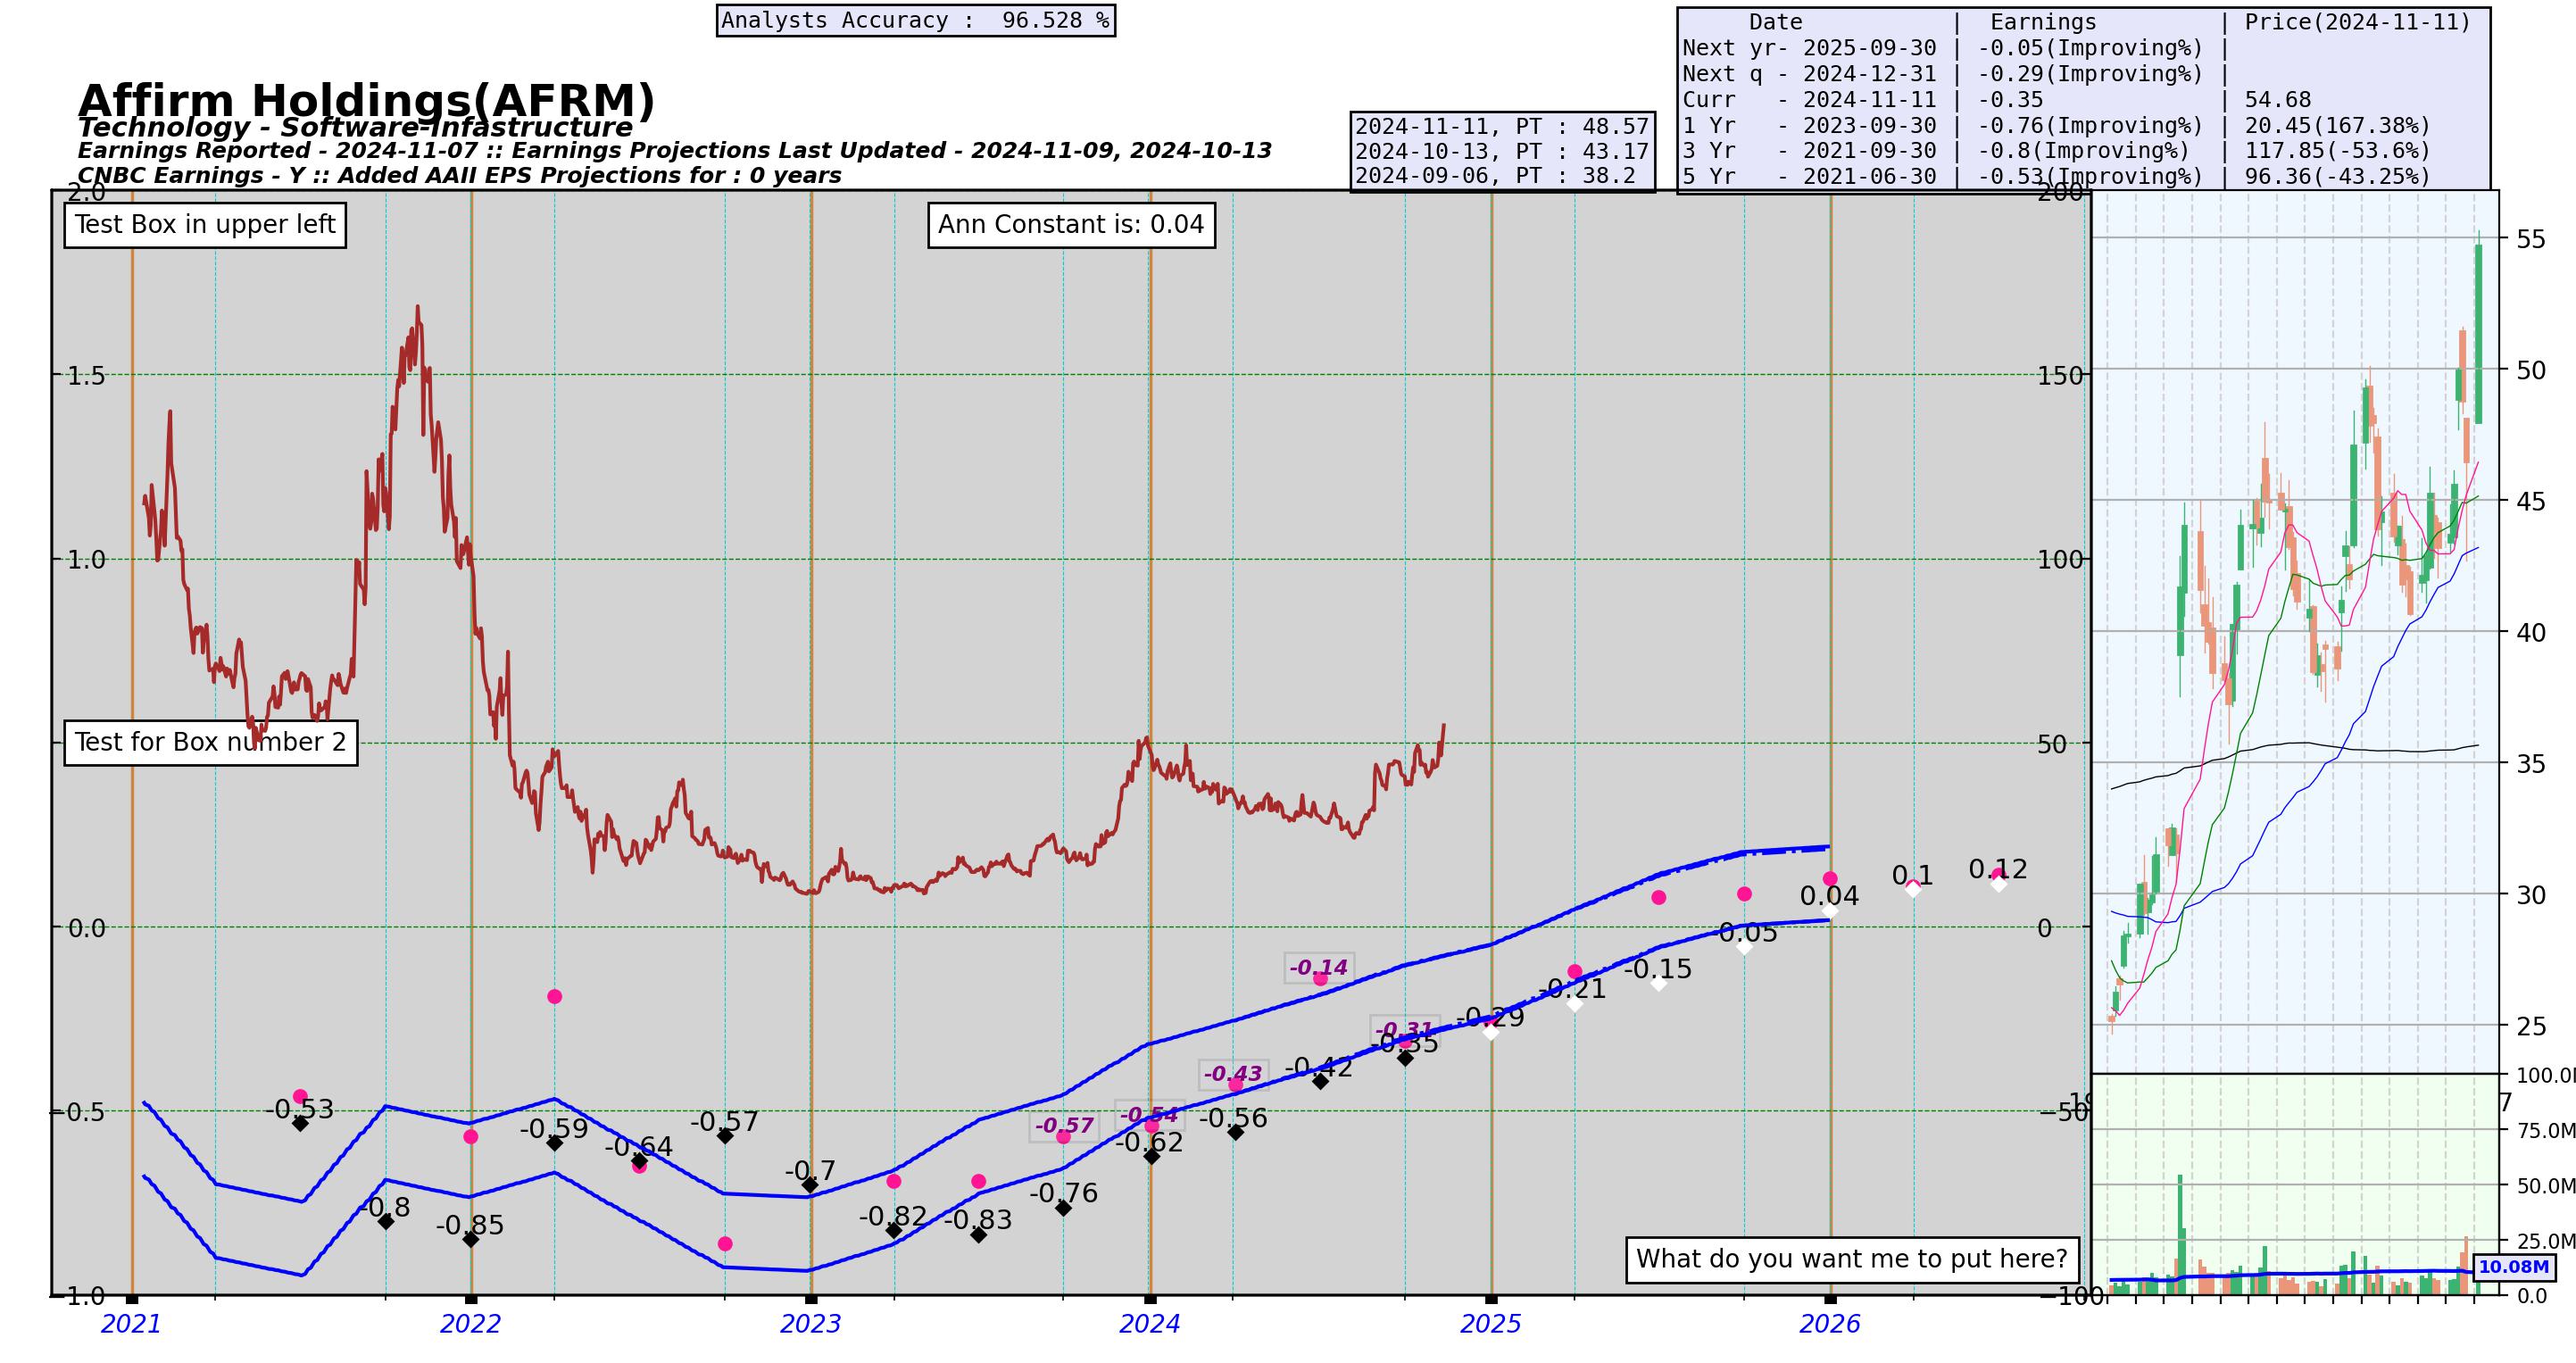 Analysts Accuracy :  96.528 %
Date | Earnings | Price(2024-11-11)
Next yr- 2025-09-30 | -0.05(Improving%) |
Next q - 2024-12-31 | -0.29(Improving%) |
Curr - 2024-11-11 | -0.35 | 54.68
1 Yr - 2023-09-30 | -0.76(Improving%) | 20.45(167.38%)
3 Yr - 2021-09-30 | -0.8(Improving%) | 117.85(-53.6%)
5 Yr - 2021-06-30 | -0.53(Improving%) | 96.36(-43.25%)
Affirm Holdings(AFRM)
Technology - Software-Infastructure
Earnings Reported - 2024-11-07 :: Earnings Projections Last Updated - 2024-11-09, 2024-10-13
CNBC Earnings - Y :: Added AAII EPS Projections for : 0 years
2024-11-11, PT : 48.57
2024-10-13, PT : 43.17
2024-09-06, PT : 38.2
2.0
1.5
1.0
0.0
−0.5
−1.0
Test Box in upper left
Ann Constant is: 0.04
Test for Box number 2
What do you want me to put here?
-0.53
-0.8
-0.85
-0.59
-0.64
-0.57
-0.7
-0.82
-0.83
-0.76
-0.62
-0.56
-0.42
-0.35
-0.29
-0.21
-0.15
-0.05
0.04
0.1
0.12
-0.57
-0.54
-0.43
-0.14
-0.31
200
150
100
50
0
−50
−100
2021
2022
2023
2024
2025
2026
55
50
45
40
35
30
25
100.0M
75.0M
50.0M
25.0M
0.0
10.08M